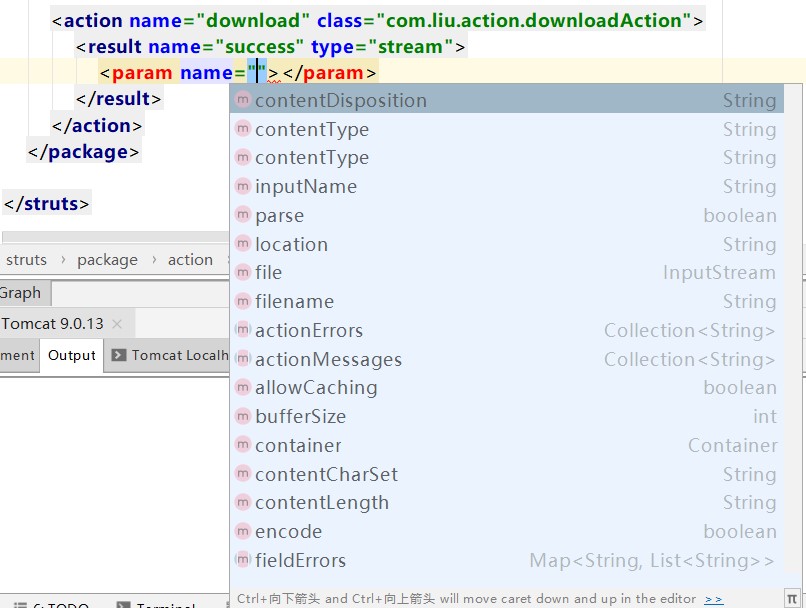 <action name="download" class="com.liu.action.downloadAction">
<result name="success" type="stream">
<param name=""></param>
</result>
</action>
</package>
</struts>
m contentDisposition String
m contentType String
m contentType String
m inputName String
m parse boolean
m location String
m file InputStream
m filename String
m actionErrors Collection<String>
m actionMessages Collection<String>
m allowCaching boolean
m bufferSize int
m container Container
m contentCharSet String
m contentLength String
m encode boolean
m fieldErrors Map<String, List<String>>
Ctrl+向下箭头 and Ctrl+向上箭头 will move caret down and up in the editor >> π
struts › package › action
Graph
Tomcat 9.0.13 ×
ment Output Tomcat Localh
6: TODO Terminal